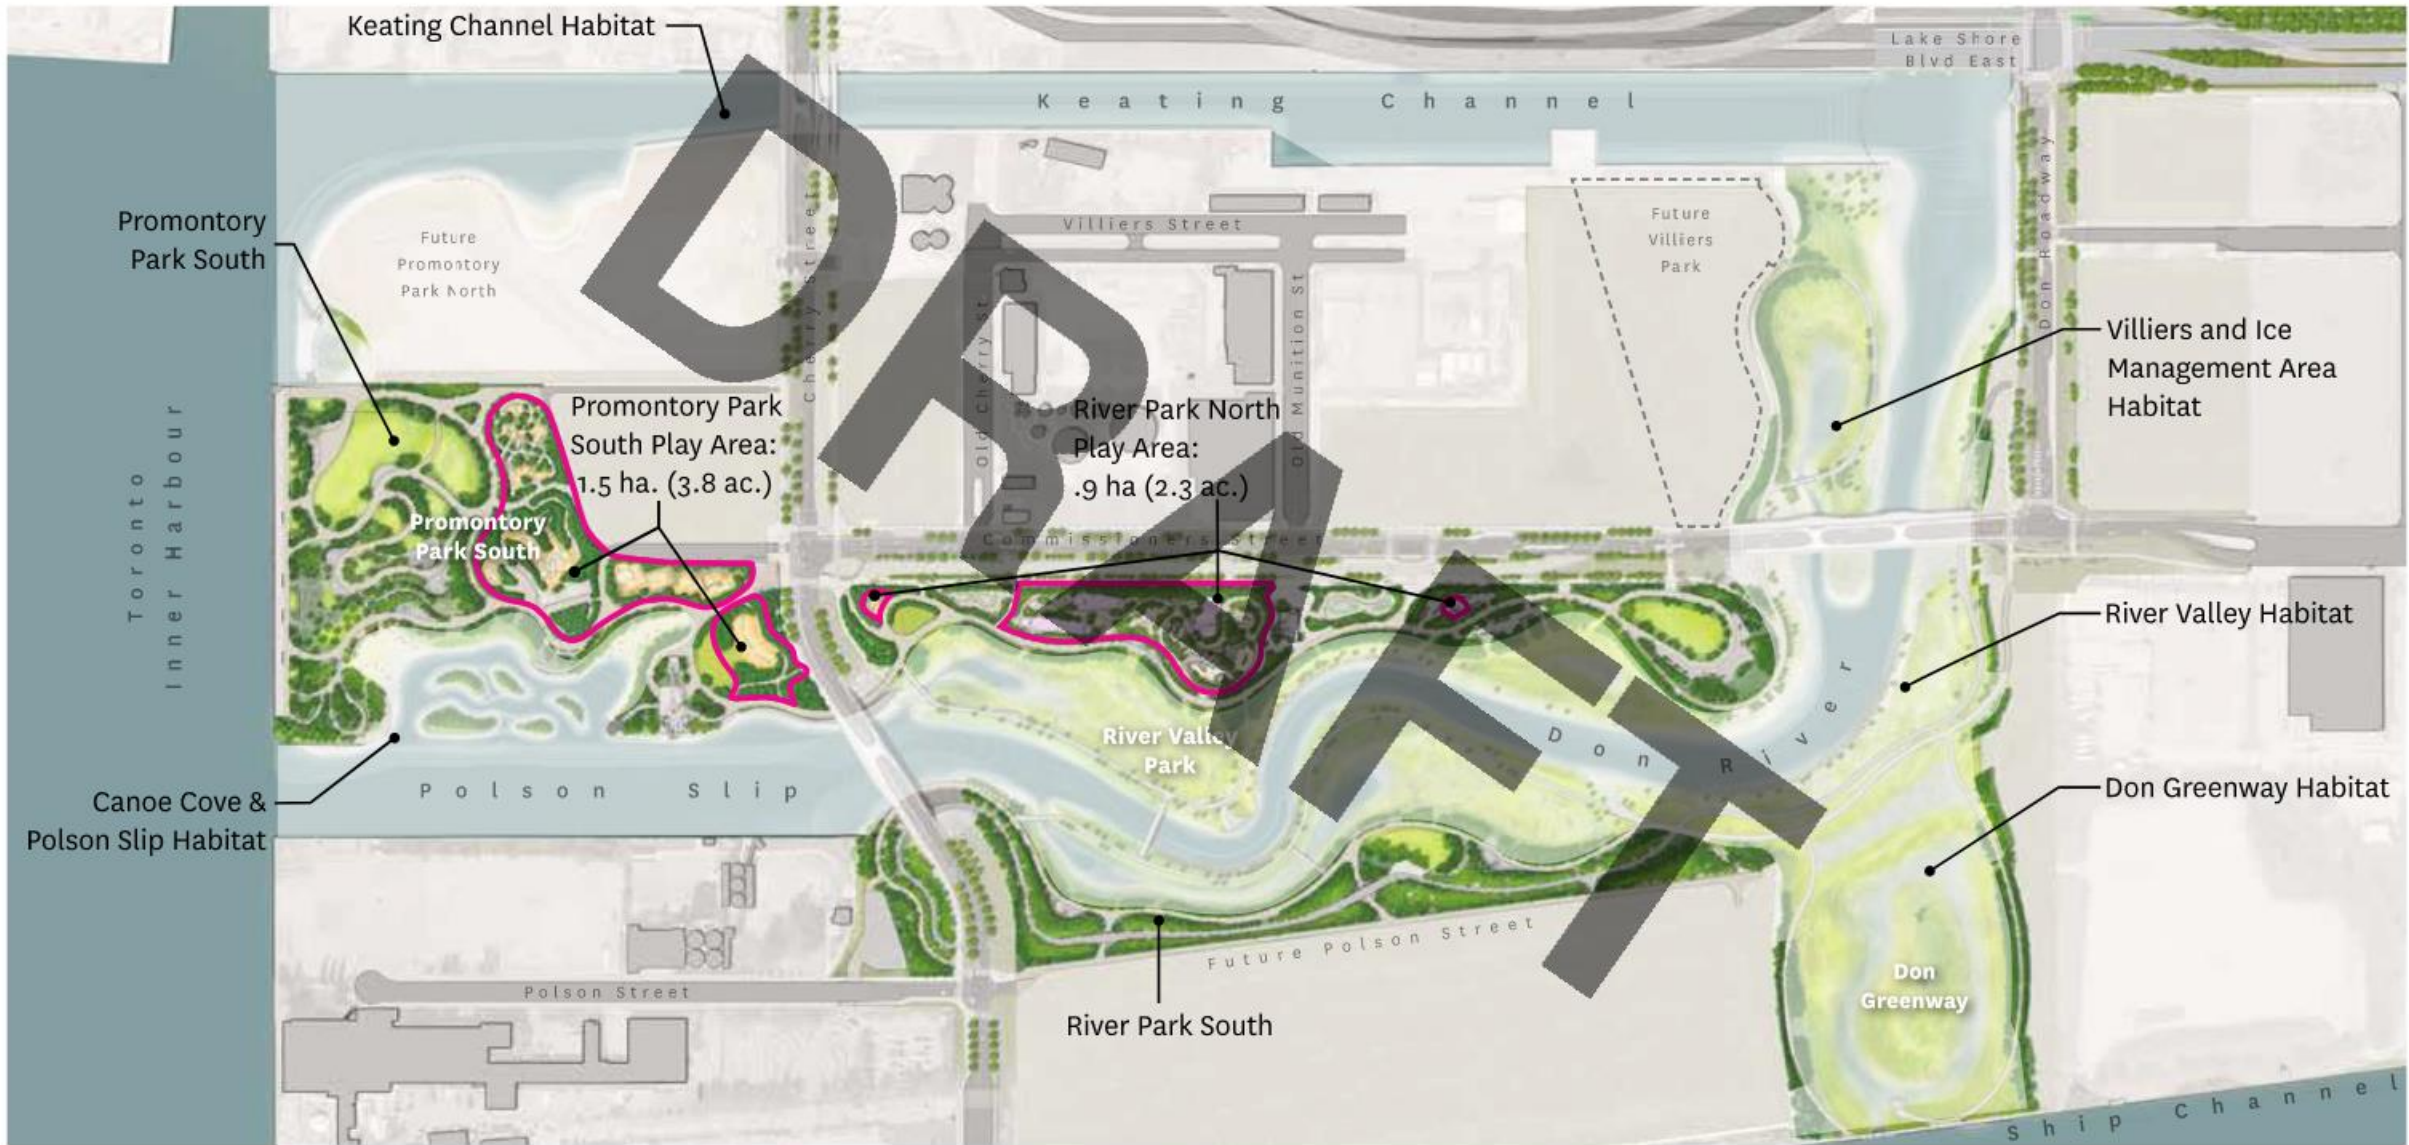 Keating Channel Habitat
Lake Shore
Blvd East
Keating Channel
Promontory
Park South
Future
Promontory
Park North
Cherry Street
Villiers Street
Old Cherry St
Old Munition St
Future
Villiers
Park
Don Roadway
Villiers and Ice
Management Area
Habitat
Toronto
Inner Harbour
Promontory Park
South Play Area:
1.5 ha. (3.8 ac.)
River Park North
Play Area:
.9 ha (2.3 ac.)
Promontory
Park South
Commissioners Street
River Valley Habitat
River Valley
Park
Don River
Canoe Cove &
Polson Slip Habitat
Polson Slip
Don Greenway Habitat
Future Polson Street
Polson Street
River Park South
Don
Greenway
Ship Channel
DRAFT